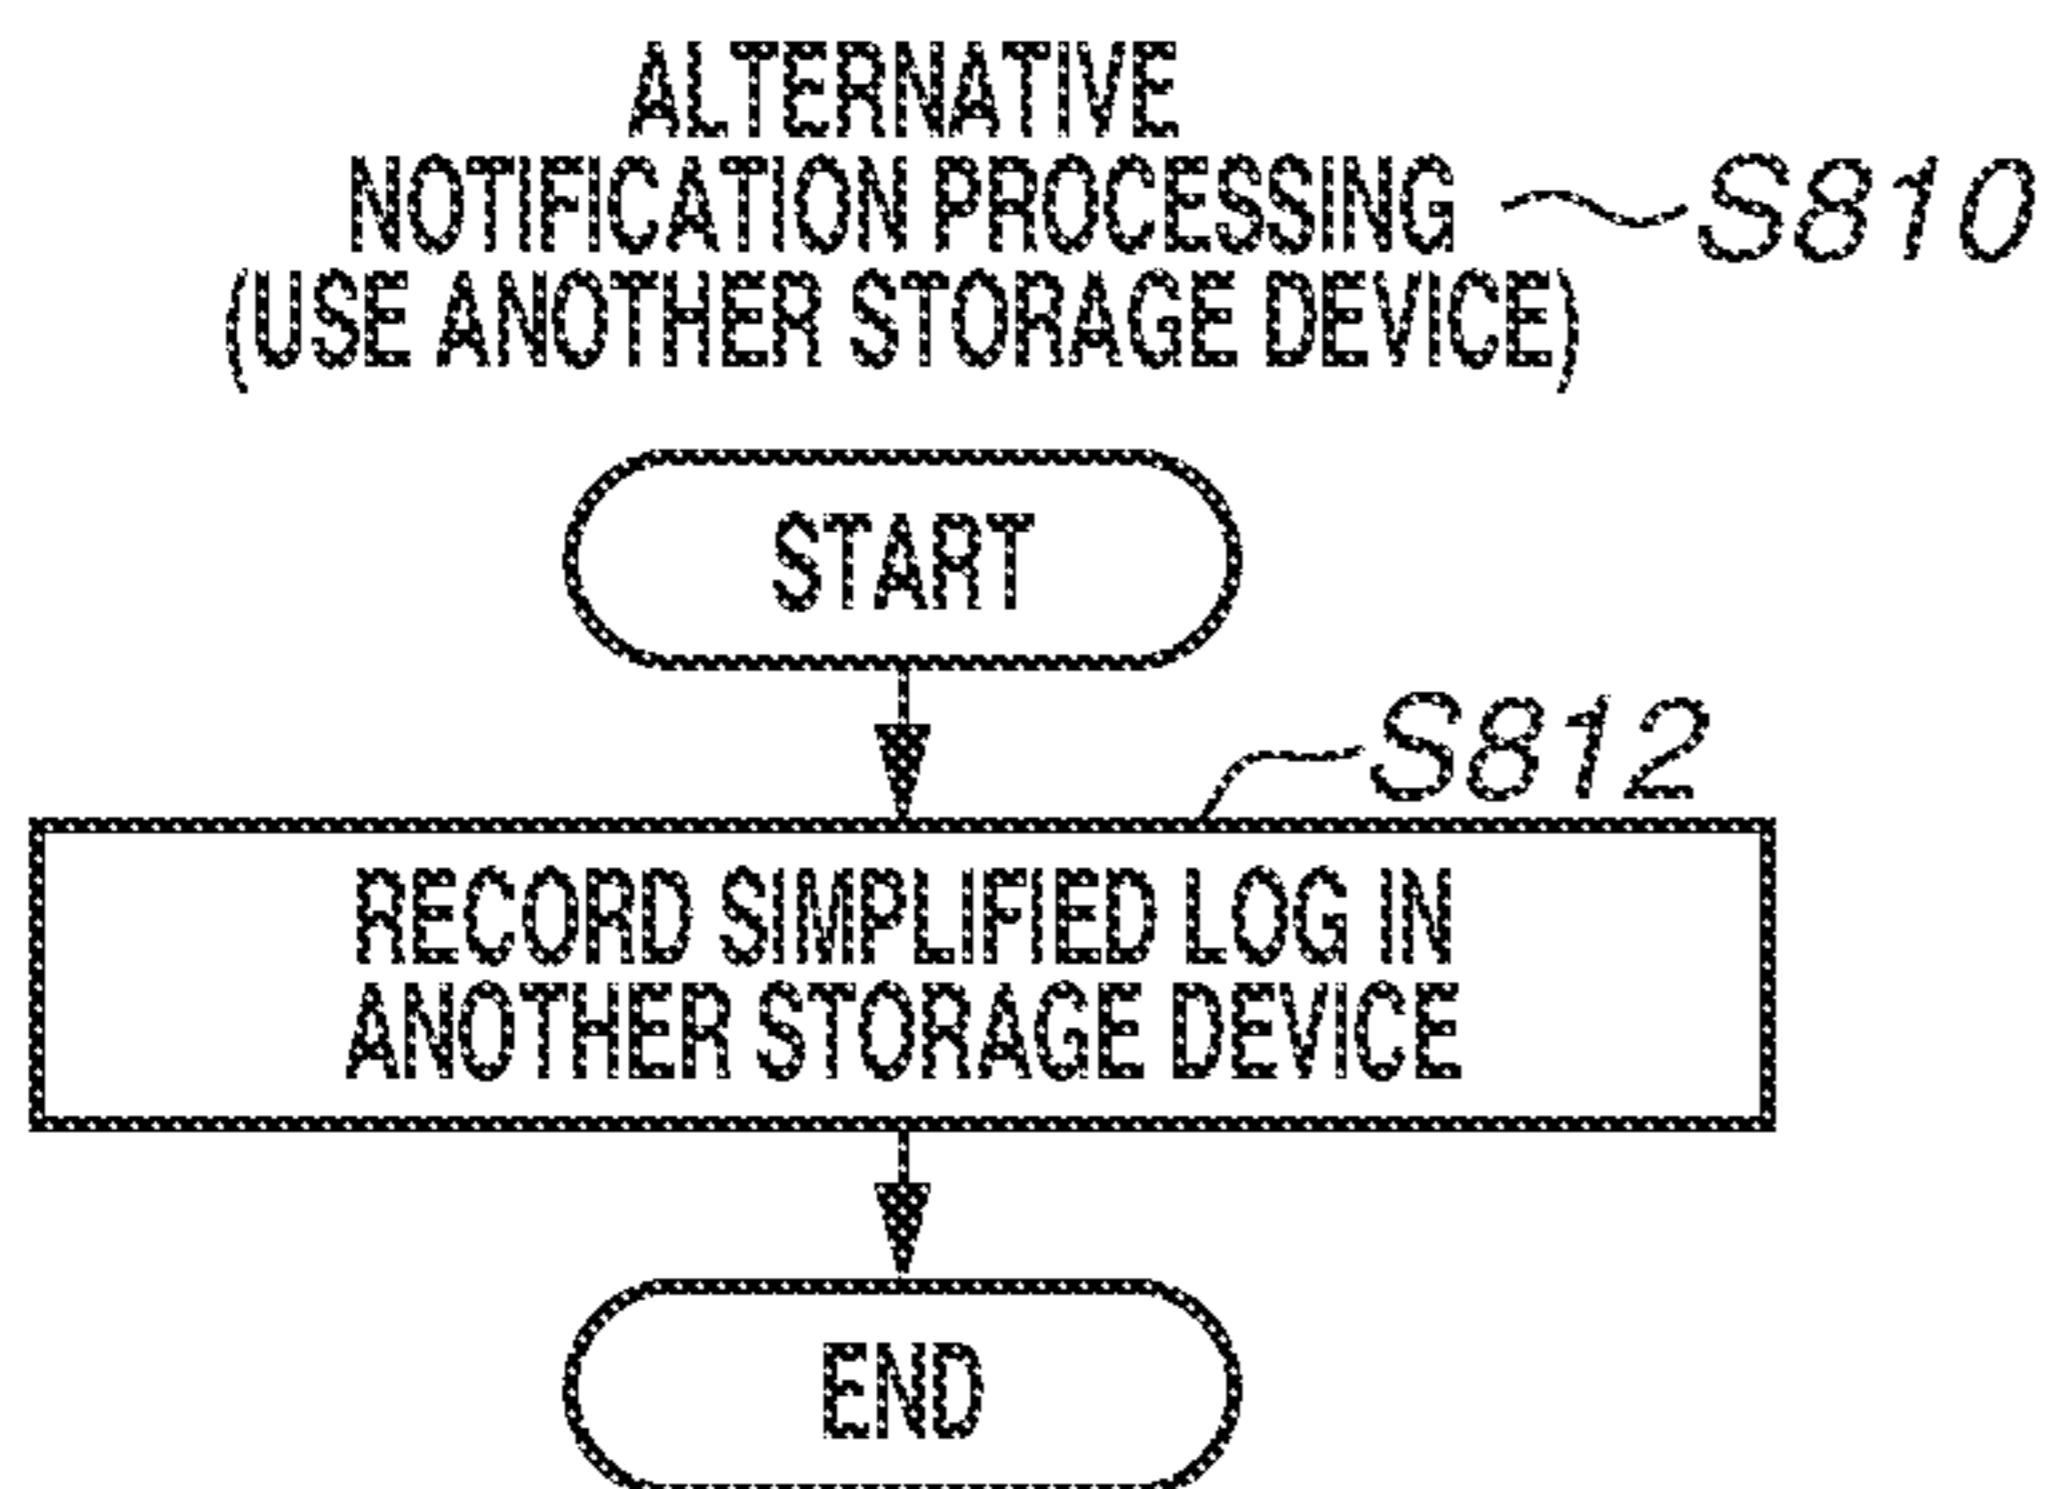 ALTERNATIVE
NOTIFICATION PROCESSING S810
(USE ANOTHER STORAGE DEVICE)
START
S812
RECORD SIMPLIFIED LOG IN
ANOTHER STORAGE DEVICE
END